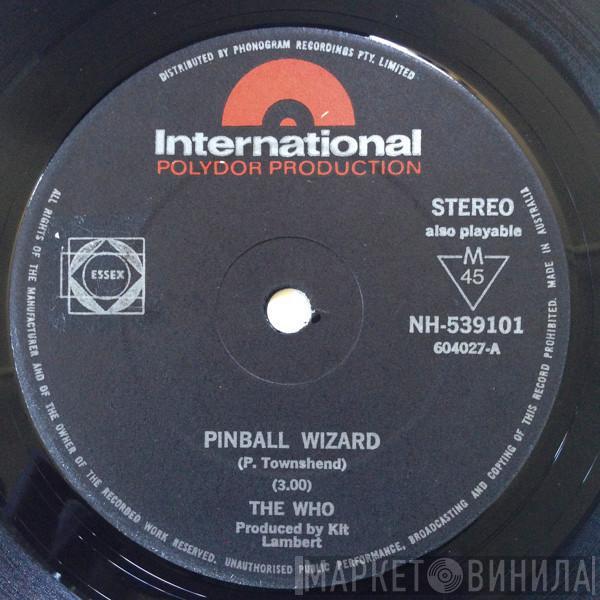 DISTRIBUTED BY PHONOGRAM RECORDINGS PTY. LIMITED
International
POLYDOR PRODUCTION
STEREO
also playable
M
45
ESSEX
NH-539101
604027-A
PINBALL WIZARD
(P. Townshend)
(3.00)
THE WHO
Produced by Kit
Lambert
ALL RIGHTS OF THE MANUFACTURER AND OF THE OWNER OF THE RECORDED WORK RESERVED. UNAUTHORISED PUBLIC PERFORMANCE, BROADCASTING AND COPYING OF THIS RECORD PROHIBITED. MADE IN AUSTRALIA
МАРКЕТ ВИНИЛА